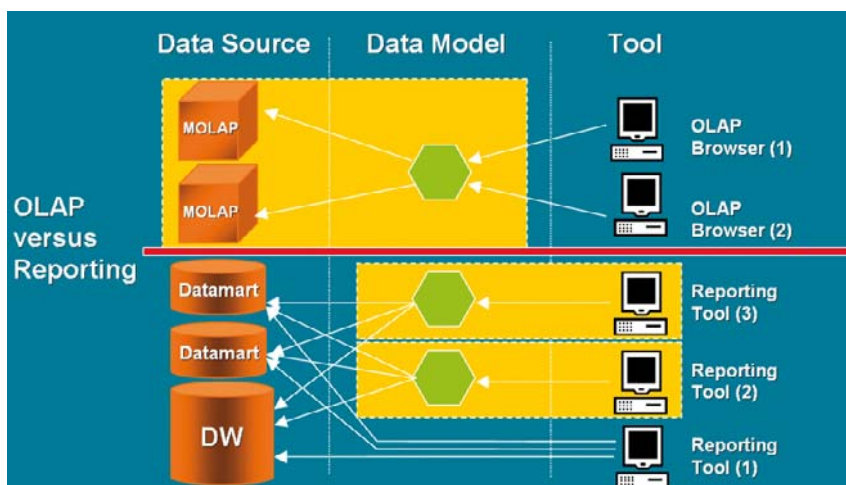 Data Source
Data Model
Tool
MOLAP
OLAP
Browser (1)
MOLAP
OLAP
Browser (2)
OLAP
versus
Reporting
Datamart
Reporting
Tool (3)
Datamart
Reporting
Tool (2)
DW
Reporting
Tool (1)